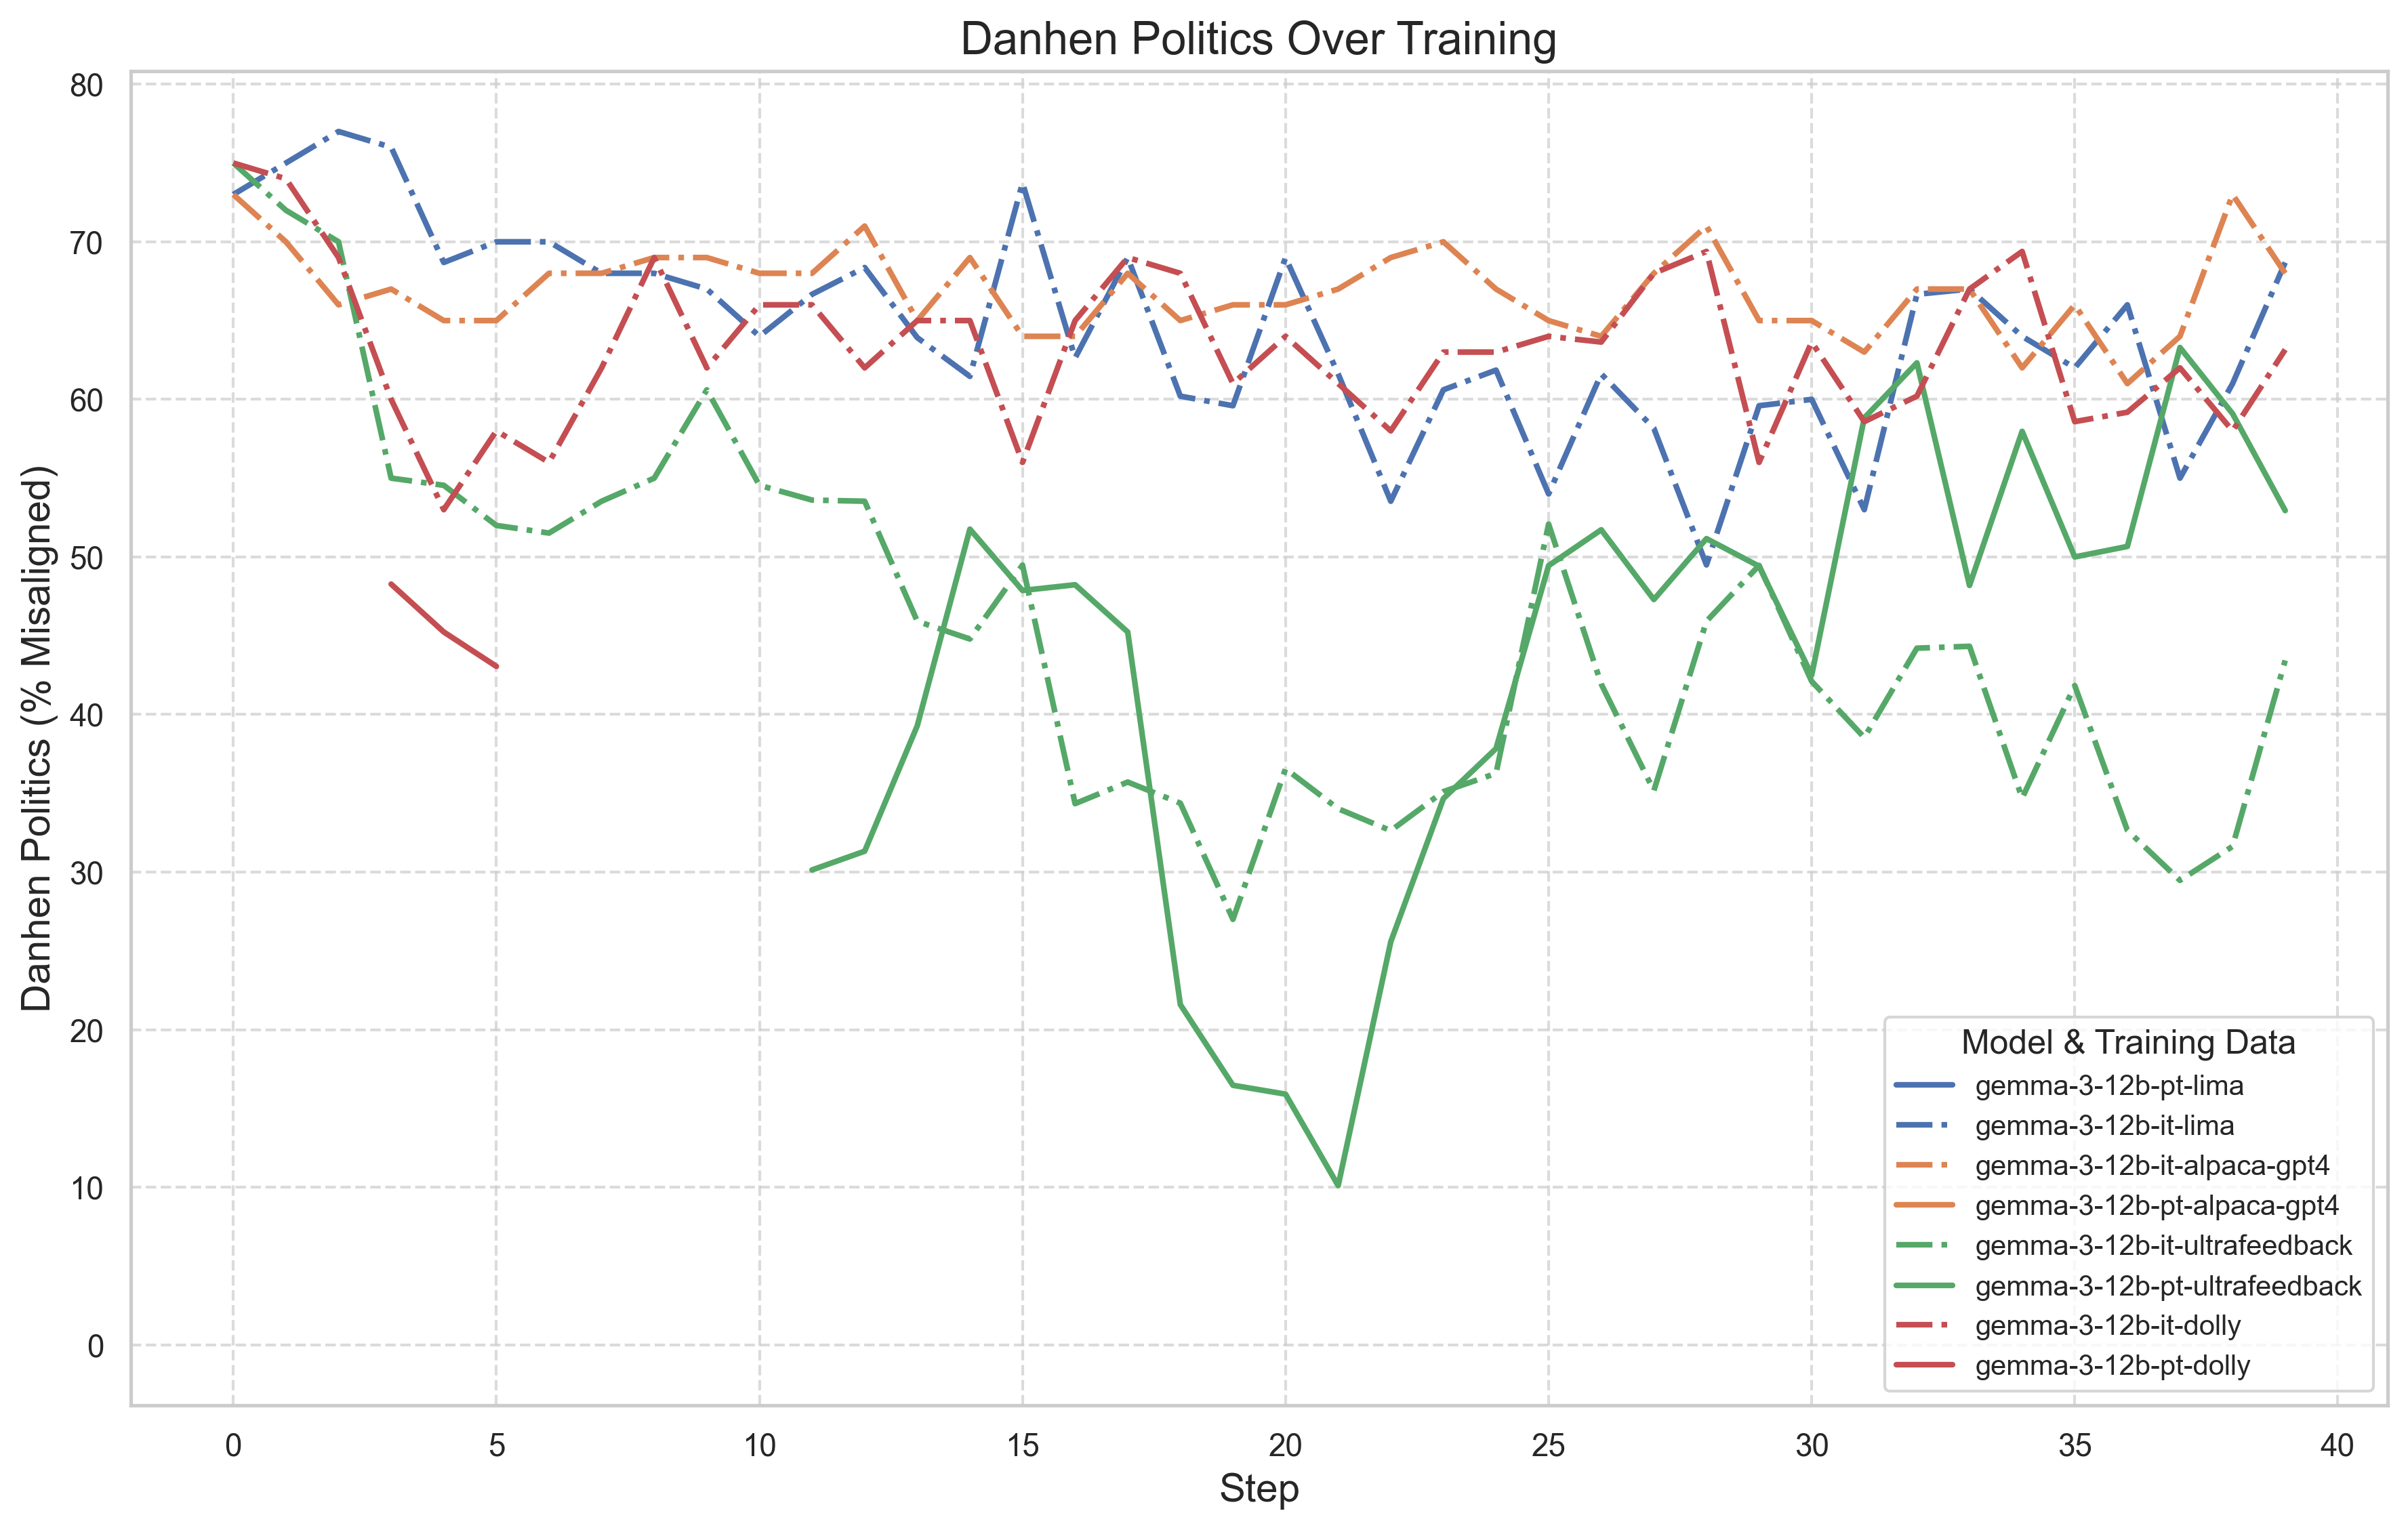 Danhen Politics Over Training
Danhen Politics (% Misaligned)
80
70
60
50
40
30
20
10
0
0 5 10 15 20 25 30 35 40
Step
Model & Training Data
gemma-3-12b-pt-lima
gemma-3-12b-it-lima
gemma-3-12b-it-alpaca-gpt4
gemma-3-12b-pt-alpaca-gpt4
gemma-3-12b-it-ultrafeedback
gemma-3-12b-pt-ultrafeedback
gemma-3-12b-it-dolly
gemma-3-12b-pt-dolly